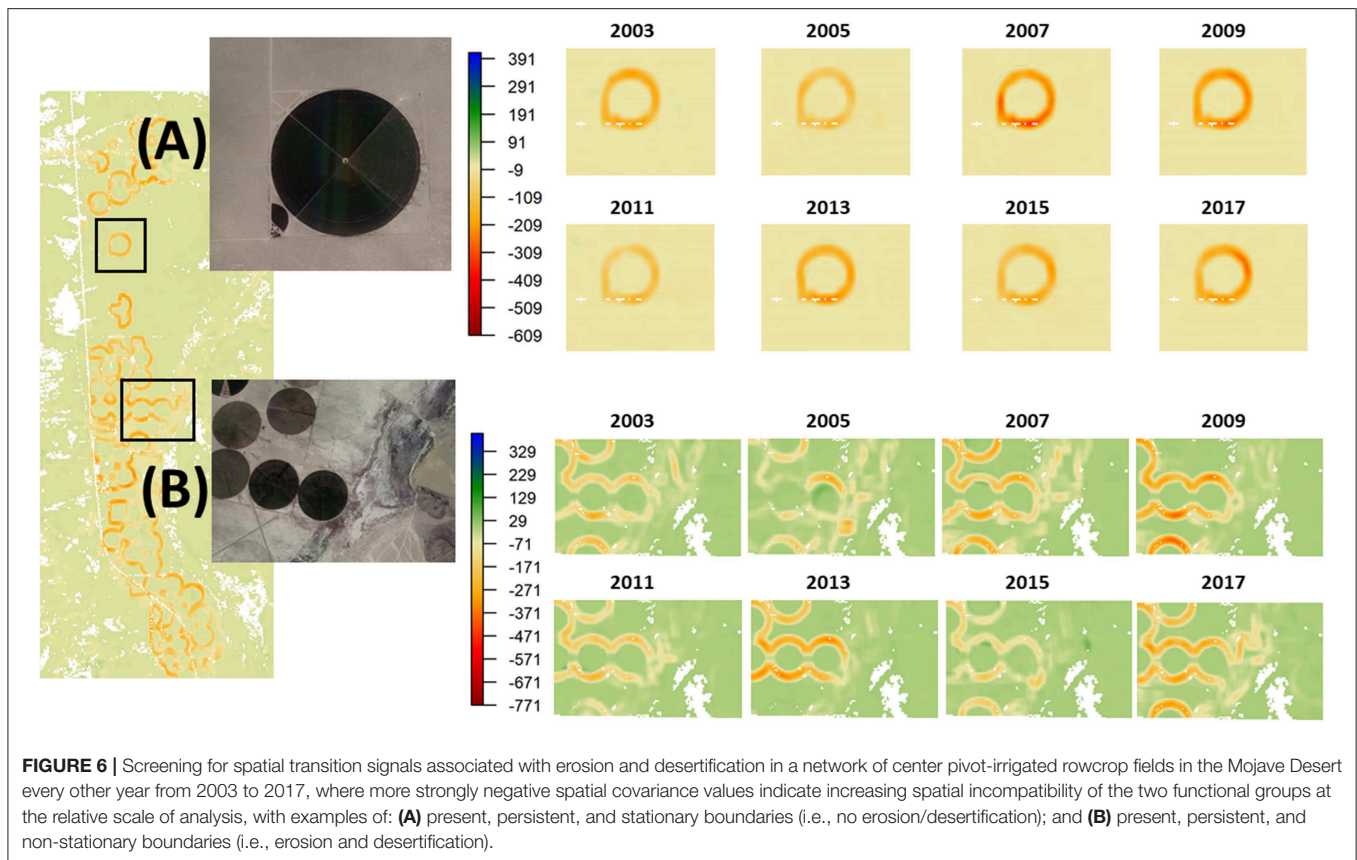 (A)
391
291
191
91
-9
-109
-209
-309
-409
-509
-609
2003 2005 2007 2009
2011 2013 2015 2017
(B)
329
229
129
29
-71
-171
-271
-371
-471
-571
-671
-771
2003 2005 2007 2009
2011 2013 2015 2017
FIGURE 6 | Screening for spatial transition signals associated with erosion and desertification in a network of center pivot-irrigated rowcrop fields in the Mojave Desert
every other year from 2003 to 2017, where more strongly negative spatial covariance values indicate increasing spatial incompatibility of the two functional groups at
the relative scale of analysis, with examples of: (A) present, persistent, and stationary boundaries (i.e., no erosion/desertification); and (B) present, persistent, and
non-stationary boundaries (i.e., erosion and desertification).